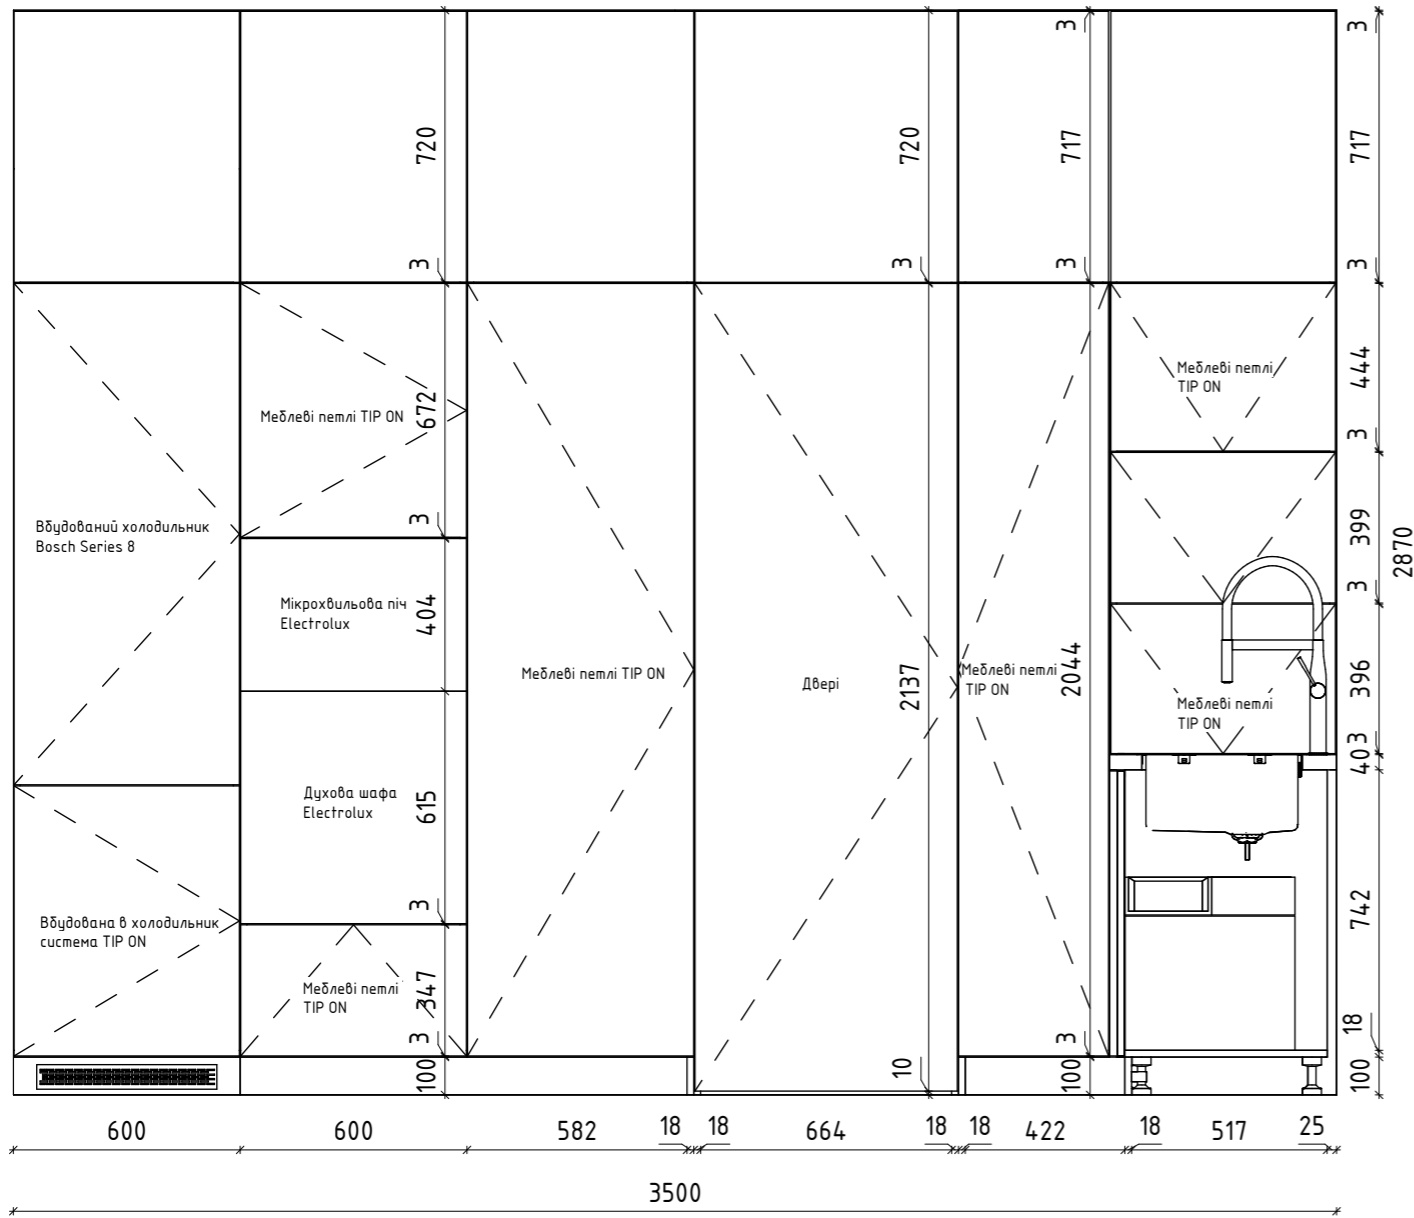 3
3
720
720
717
717
3
3
3
3
Меблеві петлі
TIP ON
444
Меблеві петлі TIP ON
672
3
3
Вбудований холодильник
Bosch Series 8
399
2870
Мікрохвильова піч
Electrolux
404
3
Меблеві петлі TIP ON
Двері
2137
Меблеві петлі
TIP ON
2044
Меблеві петлі
TIP ON
396
403
Духова шафа
Electrolux
615
3
Вбудована в холодильник
система TIP ON
742
Меблеві петлі
TIP ON
347
3
3
18
100
10
100
100
600
600
582
18
18
664
18
18
422
18
517
25
3500